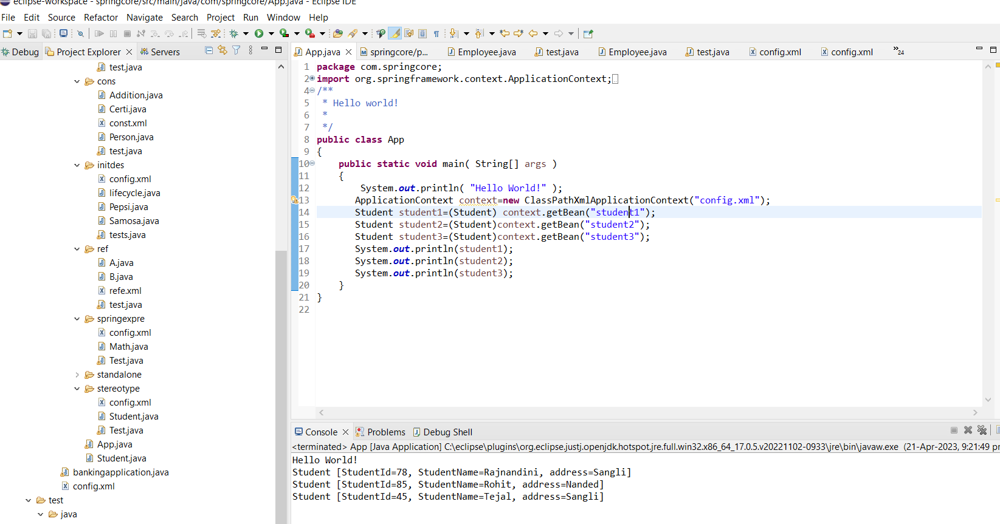 eclipse-workspace - springcore/src/main/java/com/springcore/App.java - Eclipse IDE
File Edit Source Refactor Navigate Search Project Run Window Help
Debug Project Explorer Servers
test.java
cons
Addition.java
Certi.java
const.xml
Person.java
test.java
initdes
config.xml
lifecycle.java
Pepsi.java
Samosa.java
tests.java
ref
A.java
B.java
refe.xml
test.java
springexpre
config.xml
Math.java
Test.java
standalone
stereotype
config.xml
Student.java
Test.java
App.java
Student.java
bankingapplication.java
config.xml
test
java
App.java springcore/p... Employee.java test.java Employee.java test.java config.xml config.xml 24
1 package com.springcore;
2 import org.springframework.context.ApplicationContext;
4 /**
5 * Hello world!
6 *
7 */
8 public class App
9 {
10 public static void main( String[] args )
11 {
12 System.out.println( "Hello World!" );
13 ApplicationContext context=new ClassPathXmlApplicationContext("config.xml");
14 Student student1=(Student) context.getBean("student1");
15 Student student2=(Student)context.getBean("student2");
16 Student student3=(Student)context.getBean("student3");
17 System.out.println(student1);
18 System.out.println(student2);
19 System.out.println(student3);
20 }
21 }
22
Console Problems Debug Shell
<terminated> App [Java Application] C:\eclipse\plugins\org.eclipse.justj.openjdk.hotspot.jre.full.win32.x86_64_17.0.5.v20221102-0933\jre\bin\javaw.exe (21-Apr-2023, 9:21:49 pm
Hello World!
Student [StudentId=78, StudentName=Rajnandini, address=Sangli]
Student [StudentId=85, StudentName=Rohit, address=Nanded]
Student [StudentId=45, StudentName=Tejal, address=Sangli]